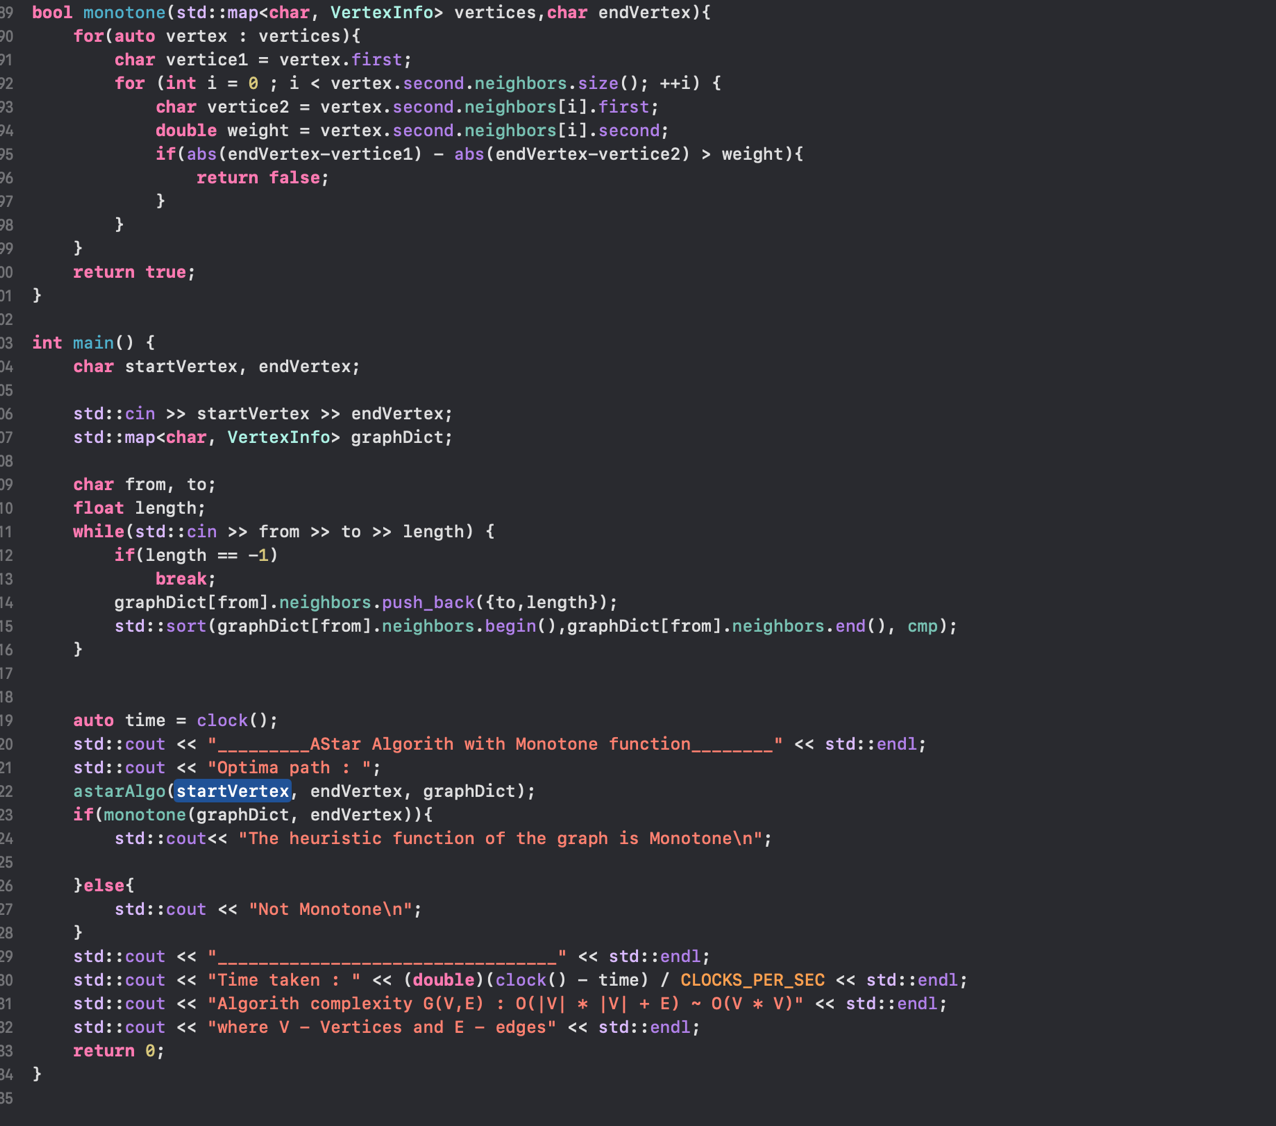 89 bool monotone(std::map<char, VertexInfo> vertices,char endVertex){
90     for(auto vertex : vertices){
91         char vertice1 = vertex.first;
92         for (int i = 0 ; i < vertex.second.neighbors.size(); ++i) {
93             char vertice2 = vertex.second.neighbors[i].first;
94             double weight = vertex.second.neighbors[i].second;
95             if(abs(endVertex-vertice1) - abs(endVertex-vertice2) > weight){
96                 return false;
97             }
98         }
99     }
00     return true;
01 }
02
03 int main() {
04     char startVertex, endVertex;
05
06     std::cin >> startVertex >> endVertex;
07     std::map<char, VertexInfo> graphDict;
08
09     char from, to;
10     float length;
11     while(std::cin >> from >> to >> length) {
12         if(length == -1)
13             break;
14         graphDict[from].neighbors.push_back({to,length});
15         std::sort(graphDict[from].neighbors.begin(),graphDict[from].neighbors.end(), cmp);
16     }
17
18
19     auto time = clock();
20     std::cout << "_________AStar Algorith with Monotone function________" << std::endl;
21     std::cout << "Optima path : ";
22     astarAlgo(startVertex, endVertex, graphDict);
23     if(monotone(graphDict, endVertex)){
24         std::cout<< "The heuristic function of the graph is Monotone\n";
25
26     }else{
27         std::cout << "Not Monotone\n";
28     }
29     std::cout << "_________________________________" << std::endl;
30     std::cout << "Time taken : " << (double)(clock() - time) / CLOCKS_PER_SEC << std::endl;
31     std::cout << "Algorith complexity G(V,E) : O(|V| * |V| + E) ~ O(V * V)" << std::endl;
32     std::cout << "where V - Vertices and E - edges" << std::endl;
33     return 0;
34 }
35